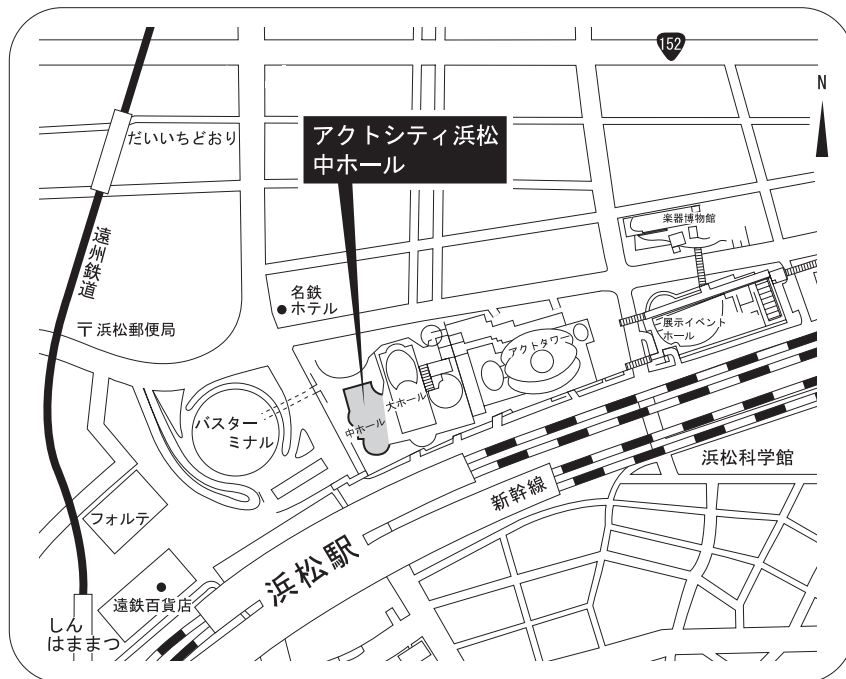 152
N
だいいちどおり
アクトシティ浜松
中ホール
楽器博物館
遠州鉄道
名鉄
ホテル
〒浜松郵便局
展示イベント
ホール
アクトタワー
大ホール
中ホール
バスター
ミナル
浜松科学館
新幹線
フォルテ
浜松駅
遠鉄百貨店
しん
はままつ